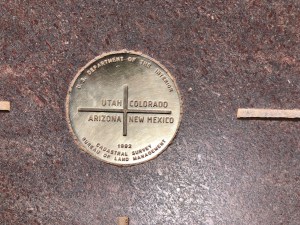 U.S. DEPARTMENT OF THE INTERIOR
UTAH COLORADO
ARIZONA NEW MEXICO
1992
CADASTRAL SURVEY
BUREAU OF LAND MANAGEMENT